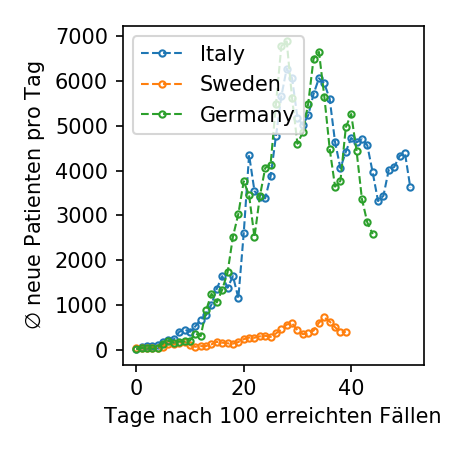 7000
6000
5000
4000
3000
2000
1000
0
∅ neue Patienten pro Tag
Italy
Sweden
Germany
0 20 40
Tage nach 100 erreichten Fällen